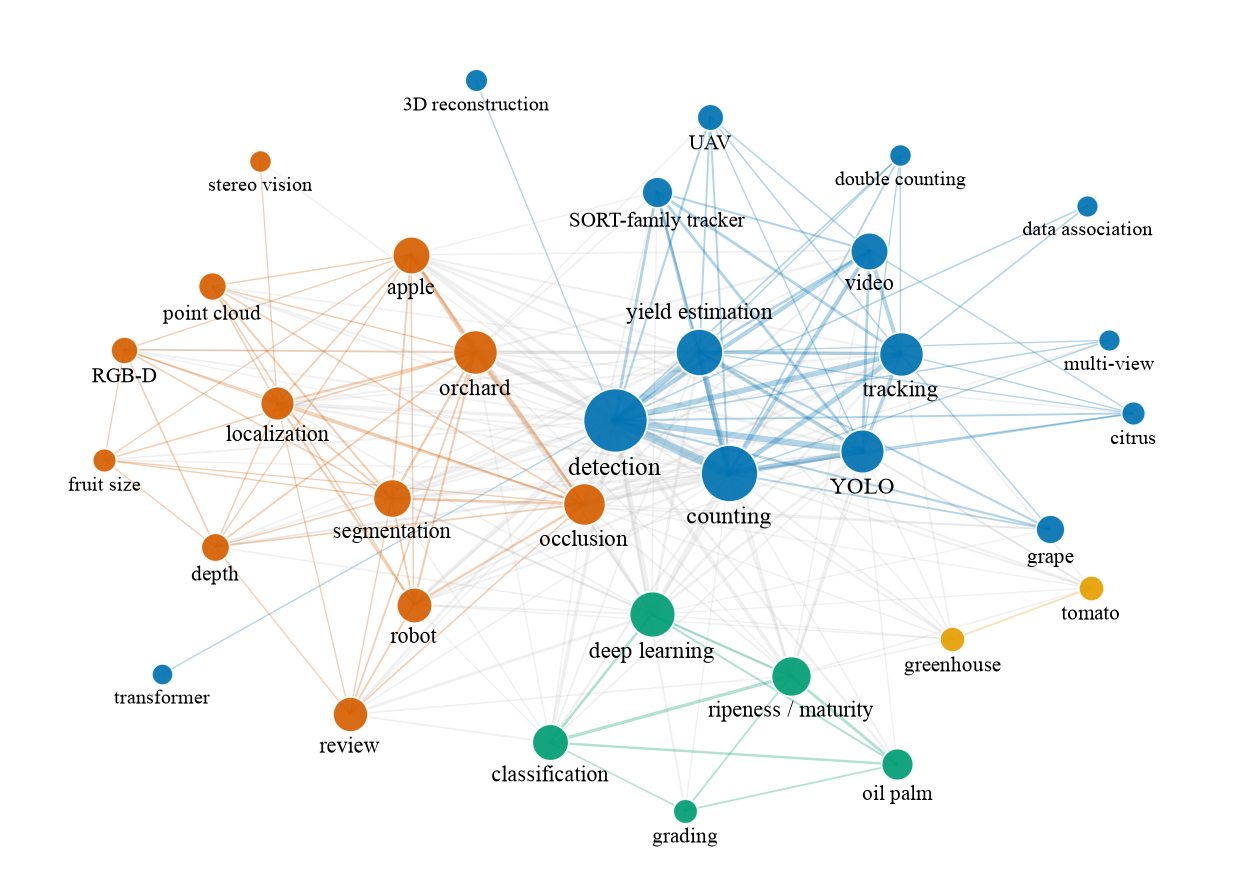 3D reconstruction
UAV
double counting
stereo vision
SORT-family tracker
data association
apple
video
point cloud
yield estimation
RGB-D
orchard
tracking
multi-view
localization
citrus
detection
fruit size
YOLO
segmentation
counting
occlusion
grape
depth
tomato
robot
deep learning
greenhouse
transformer
ripeness / maturity
review
classification
oil palm
grading